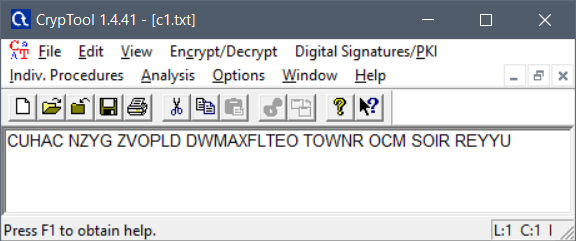 CrypTool 1.4.41 - [c1.txt]
File Edit View Encrypt/Decrypt Digital Signatures/PKI
Indiv. Procedures Analysis Options Window Help
CUHAC NZYG ZVOPLD DWMAXFLTEO TOWNR OCM SOIR REYYU
Press F1 to obtain help. L:1 C:1 I